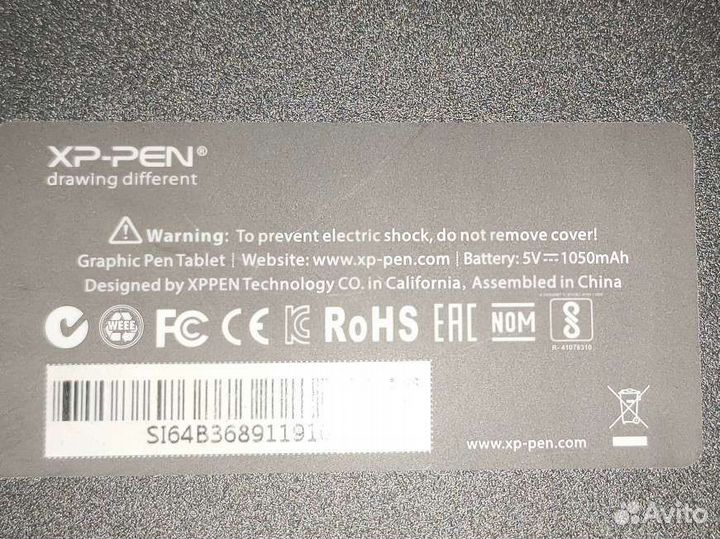 XP-PEN®
drawing different
Warning: To prevent electric shock, do not remove cover!
Graphic Pen Tablet | Website: www.xp-pen.com | Battery: 5V⎓1050mAh
Designed by XPPEN Technology CO. in California, Assembled in China
WEEE FC CE RoHS EAC NOM
R- 41078310
SI64B36891191
www.xp-pen.com
Avito